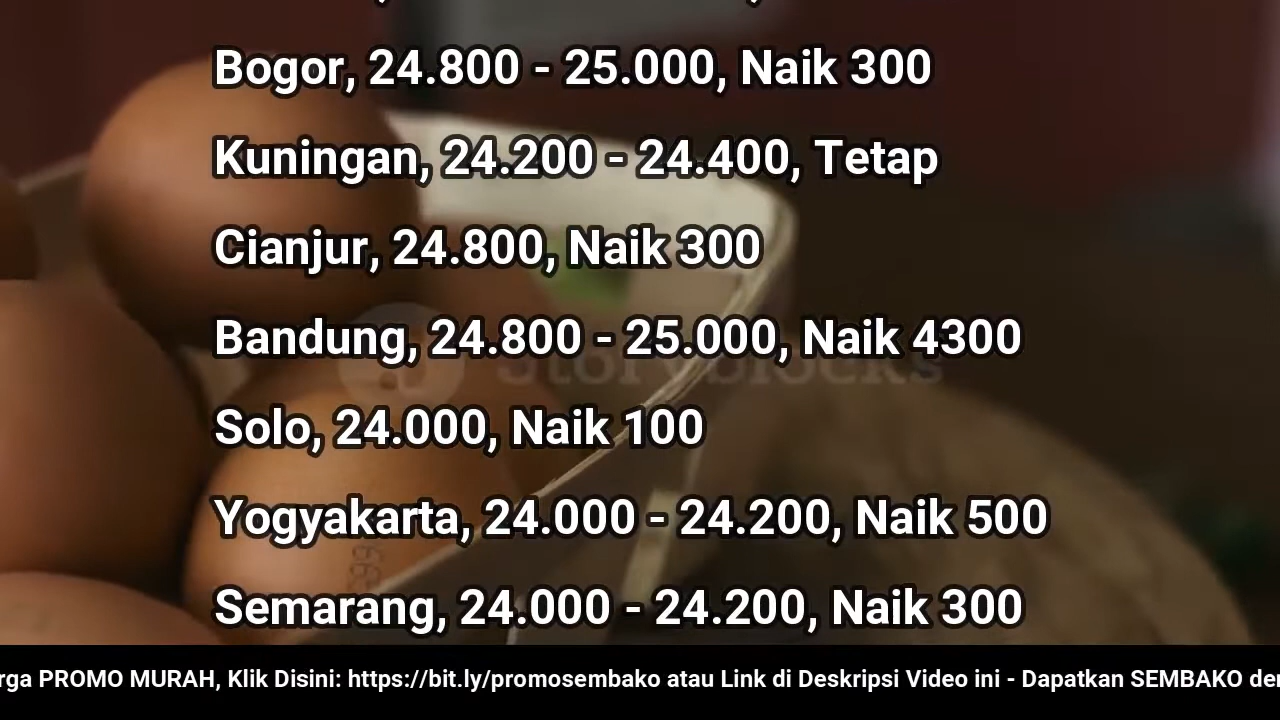 Bogor, 24.800 - 25.000, Naik 300
Kuningan, 24.200 - 24.400, Tetap
Cianjur, 24.800, Naik 300
Bandung, 24.800 - 25.000, Naik 4300
Storyblocks
Solo, 24.000, Naik 100
Yogyakarta, 24.000 - 24.200, Naik 500
Semarang, 24.000 - 24.200, Naik 300
rga PROMO MURAH, Klik Disini: https://bit.ly/promosembako atau Link di Deskripsi Video ini - Dapatkan SEMBAKO der